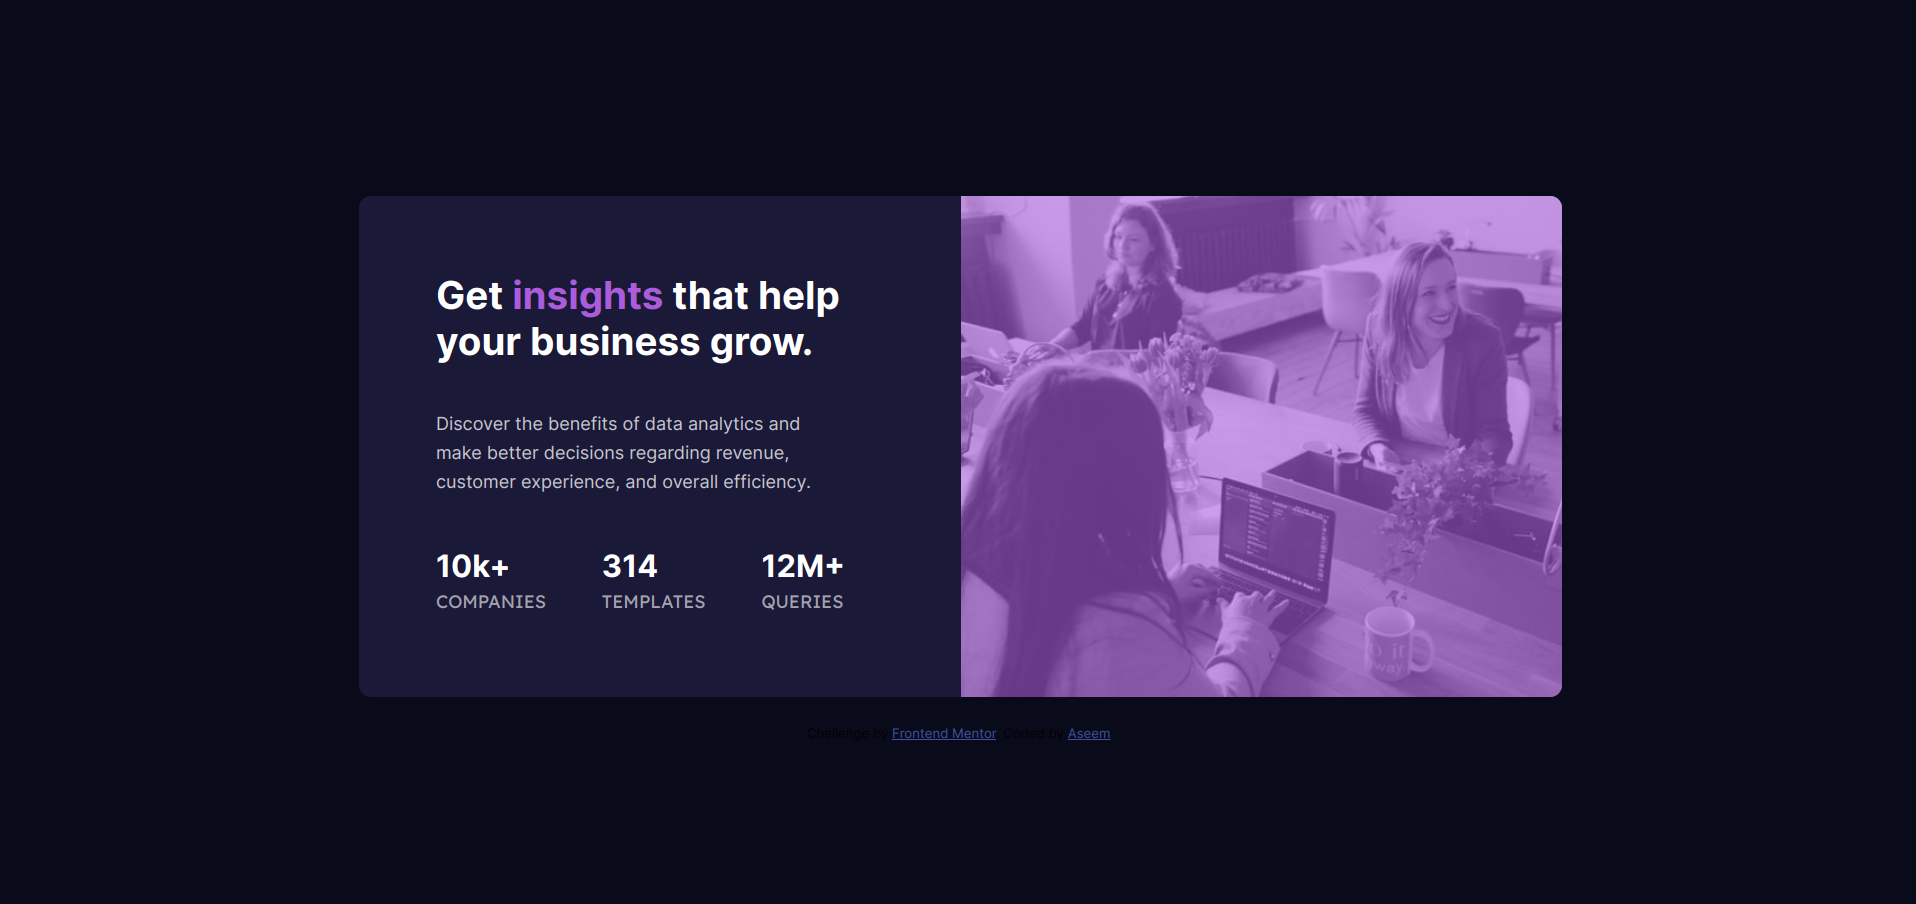 Get insights that help
your business grow.
Discover the benefits of data analytics and
make better decisions regarding revenue,
customer experience, and overall efficiency.
10k+ 314 12M+
COMPANIES TEMPLATES QUERIES
Challenge by Frontend Mentor. Coded by Aseem